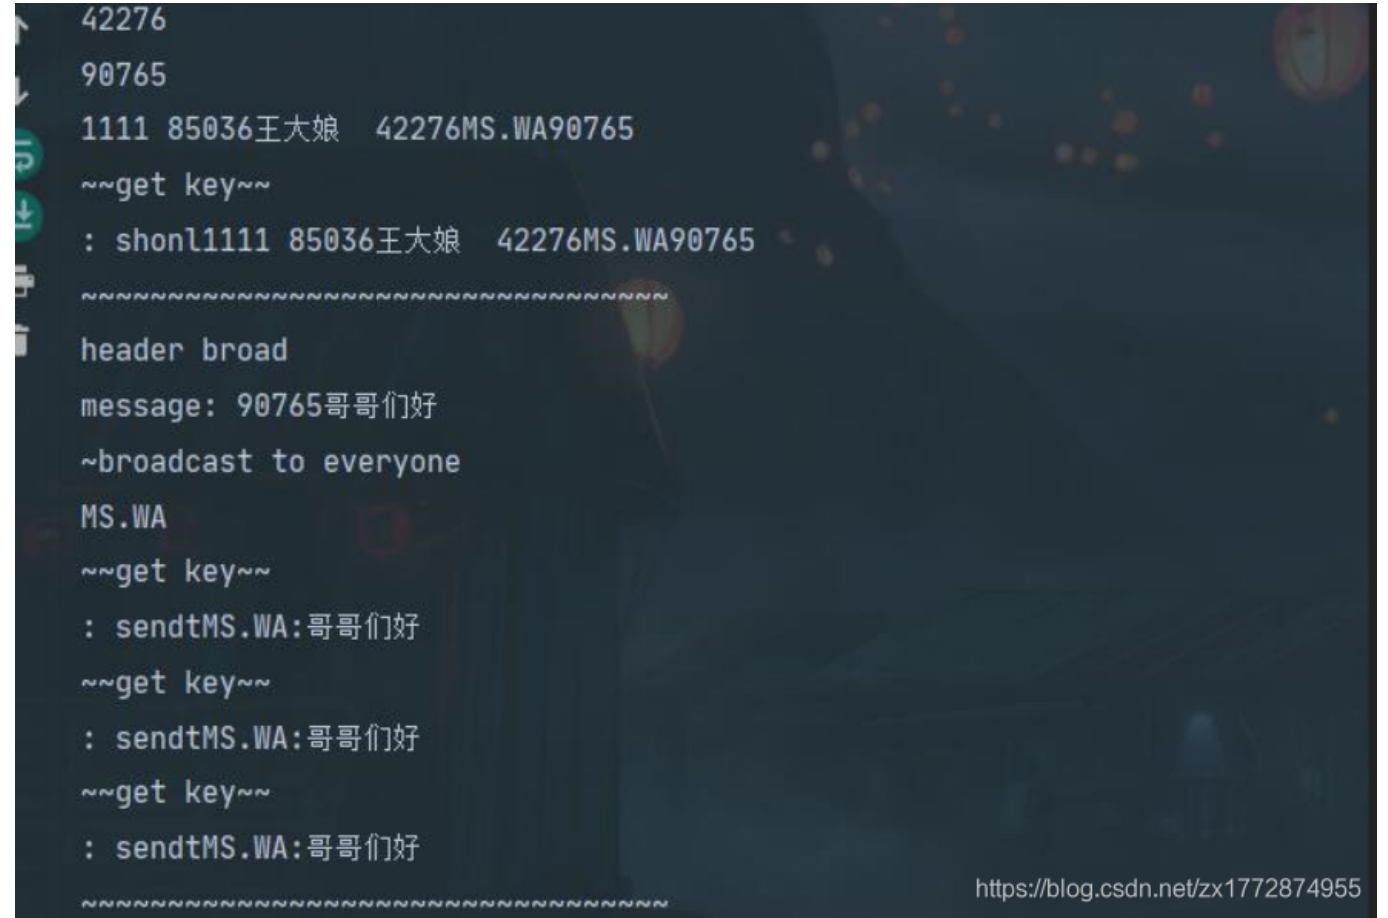 42276
90765
1111 85036王大娘  42276MS.WA90765
~~get key~~
: shonl1111 85036王大娘  42276MS.WA90765
~~~~~~~~~~~~~~~~~~~~~~~~~~~~~~~~~~
header broad
message: 90765哥哥们好
~broadcast to everyone
MS.WA
~~get key~~
: sendtMS.WA:哥哥们好
~~get key~~
: sendtMS.WA:哥哥们好
~~get key~~
: sendtMS.WA:哥哥们好
~~~~~~~~~~~~~~~~~~~~~~~~~~~~~~~~~~
https://blog.csdn.net/zx1772874955